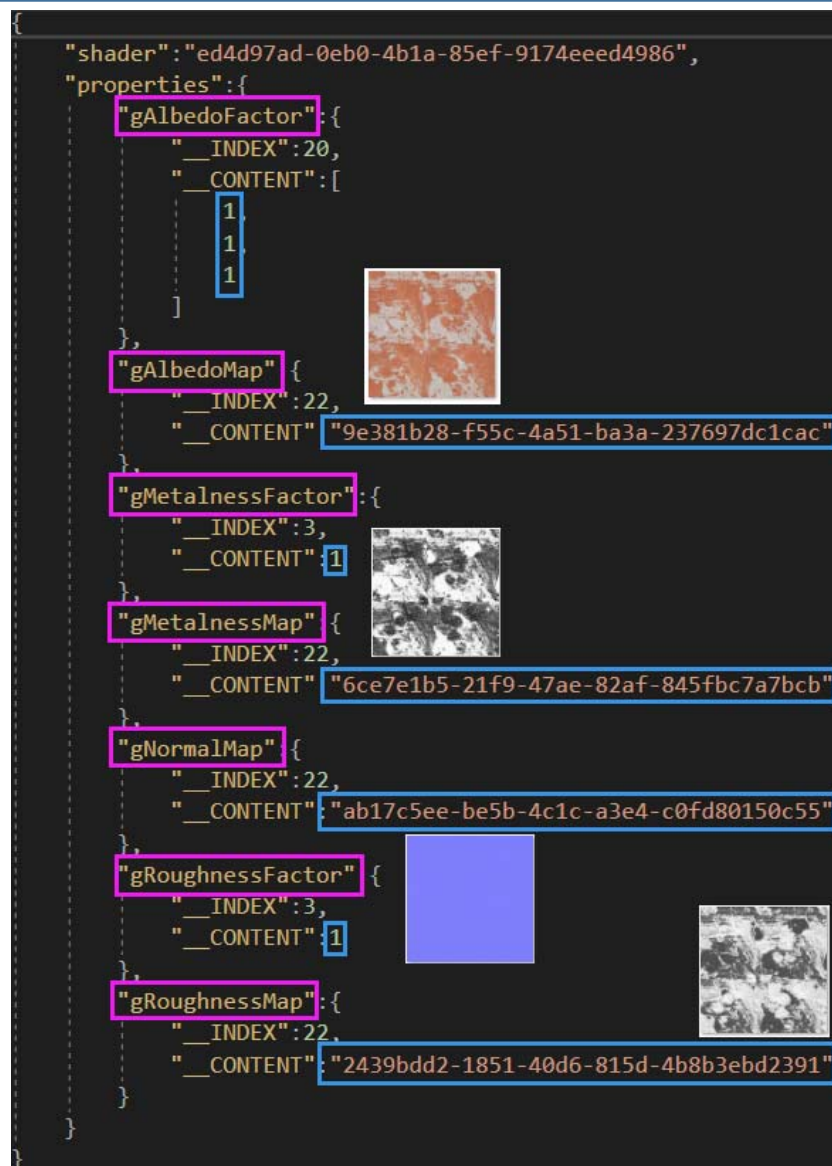 {
"shader":"ed4d97ad-0eb0-4b1a-85ef-9174eeed4986",
"properties":{
"gAlbedoFactor":{
"__INDEX":20,
"__CONTENT":[
1,
1,
1
]
},
"gAlbedoMap" {
"__INDEX":22,
"__CONTENT" "9e381b28-f55c-4a51-ba3a-237697dc1cac"
},
"gMetalnessFactor":{
"__INDEX":3,
"__CONTENT":1
},
"gMetalnessMap":{
"__INDEX":22,
"__CONTENT" "6ce7e1b5-21f9-47ae-82af-845fbc7a7bcb"
},
"gNormalMap":{
"__INDEX":22,
"__CONTENT":"ab17c5ee-be5b-4c1c-a3e4-c0fd80150c55"
},
"gRoughnessFactor" {
"__INDEX":3,
"__CONTENT":1
},
"gRoughnessMap":{
"__INDEX":22,
"__CONTENT":"2439bdd2-1851-40d6-815d-4b8b3ebd2391"
}
}
}